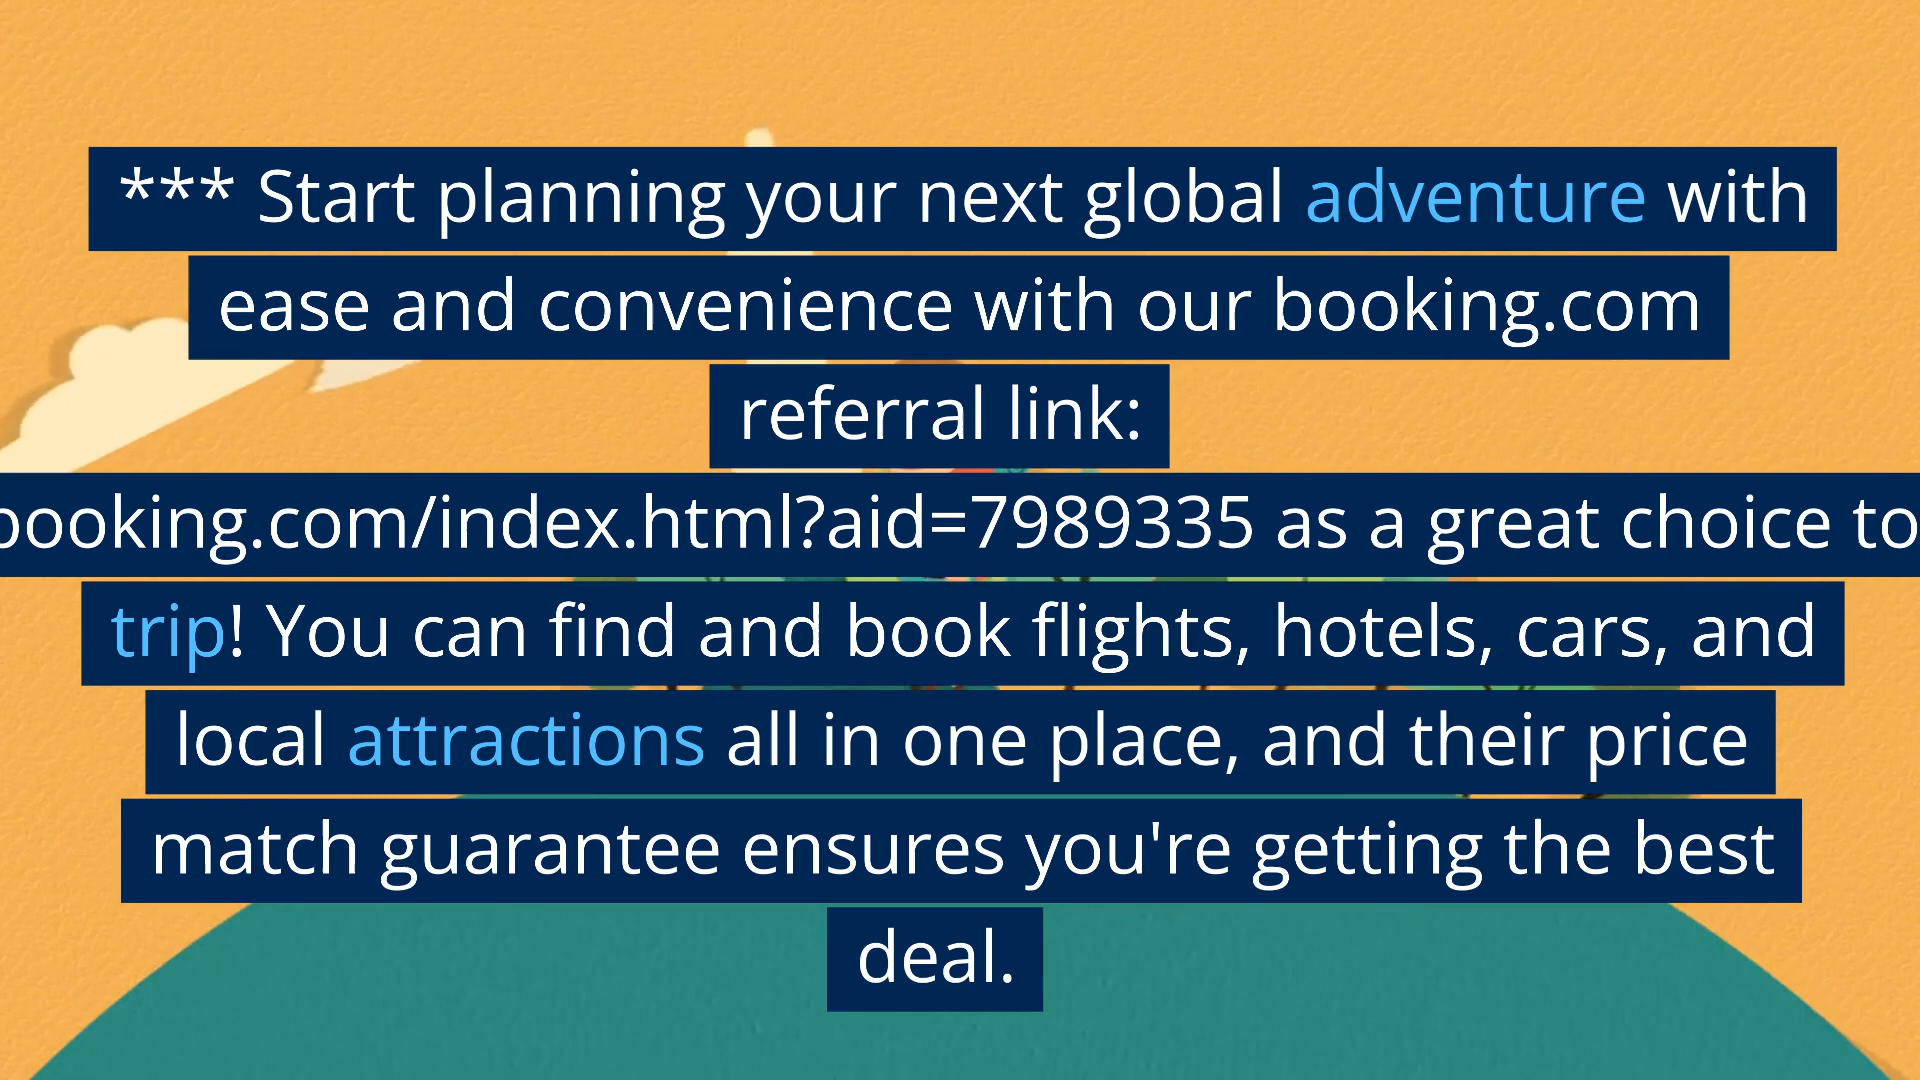 *** Start planning your next global adventure with
ease and convenience with our booking.com
referral link:
booking.com/index.html?aid=7989335 as a great choice to
trip! You can find and book flights, hotels, cars, and
local attractions all in one place, and their price
match guarantee ensures you're getting the best
deal.